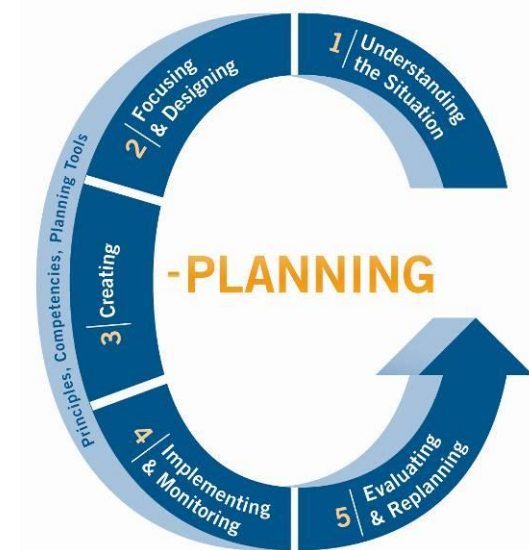 1 Understanding
the Situation
2 Focusing
& Designing
3 Creating
4 Implementing
& Monitoring
5 Evaluating
& Replanning
Principles, Competencies, Planning Tools
-PLANNING